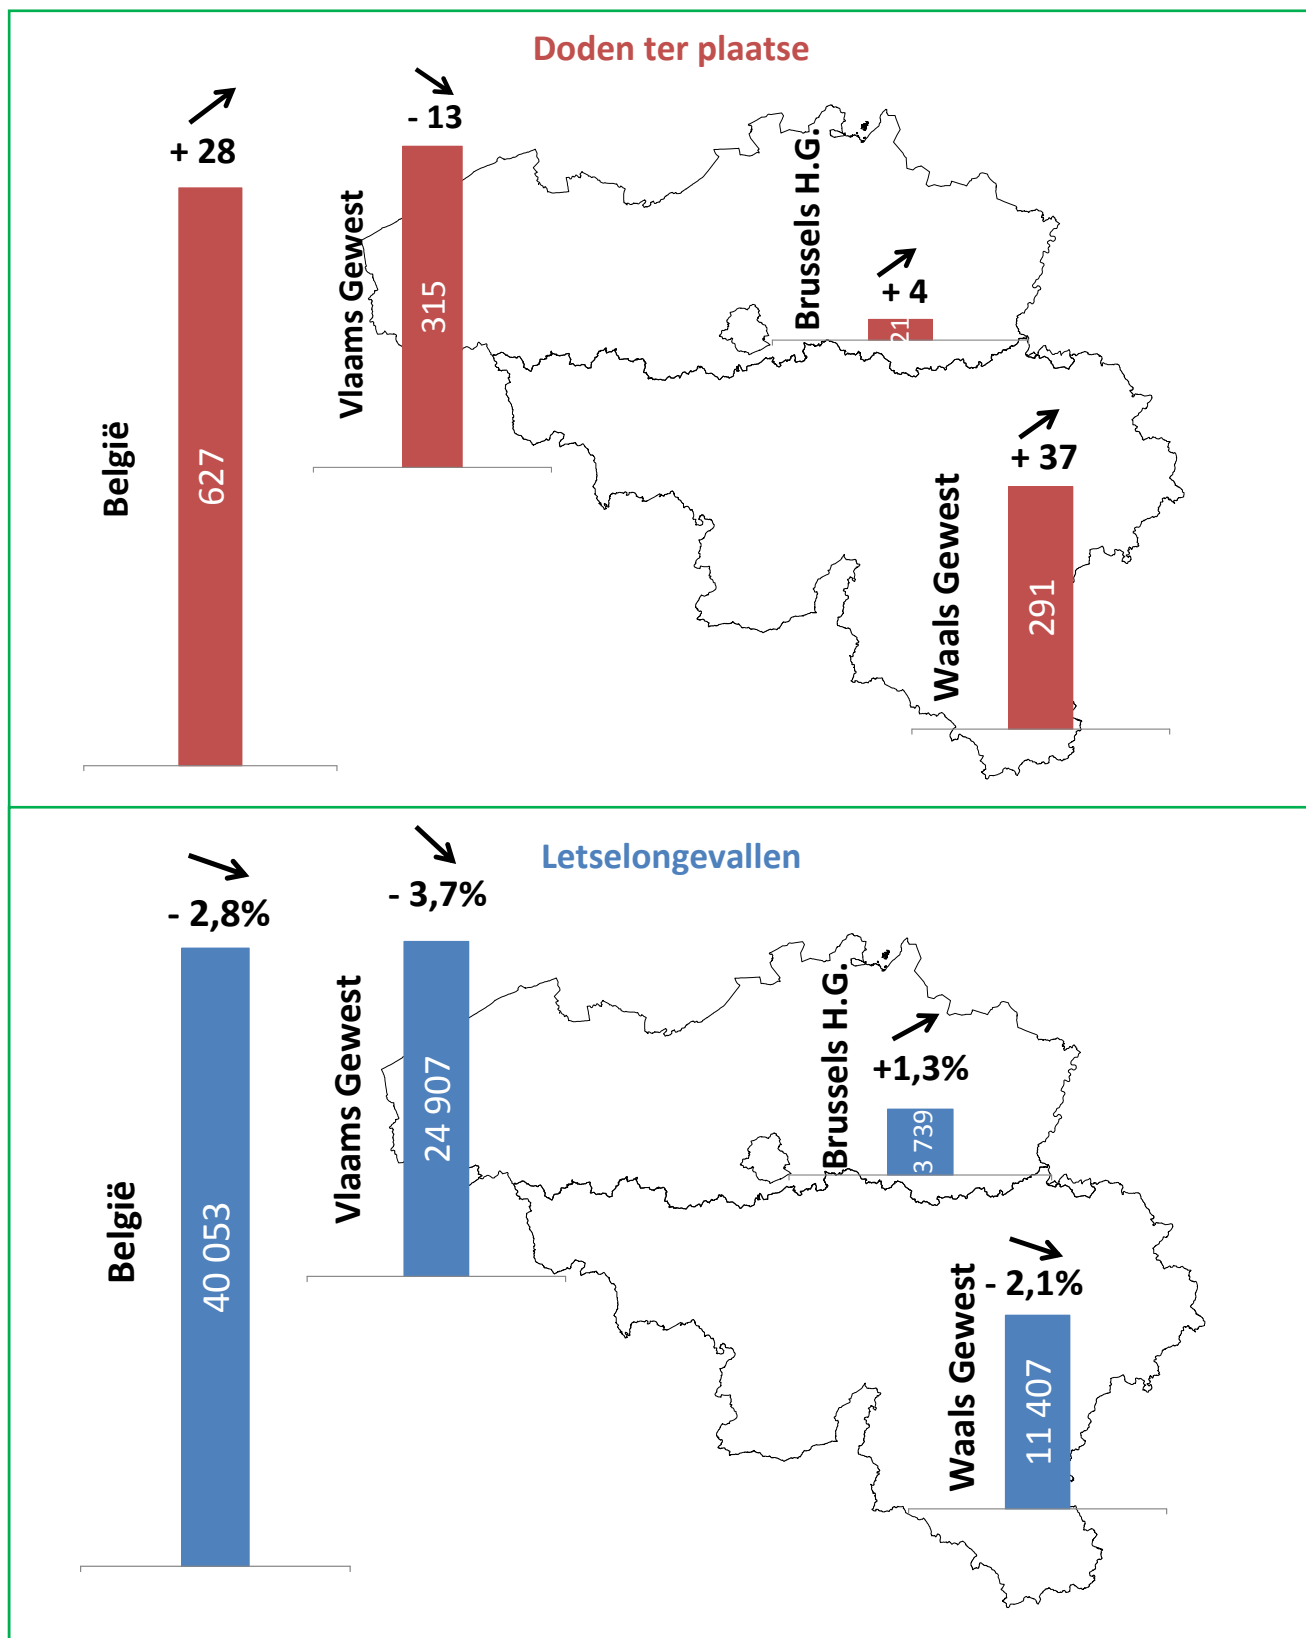 Doden ter plaatse
+ 28
België
627
- 13
Vlaams Gewest
315
Brussels H.G.
+ 4
21
+ 37
Waals Gewest
291
Letselongevallen
- 2,8%
België
40 053
- 3,7%
Vlaams Gewest
24 907
Brussels H.G.
+1,3%
3 739
- 2,1%
Waals Gewest
11 407